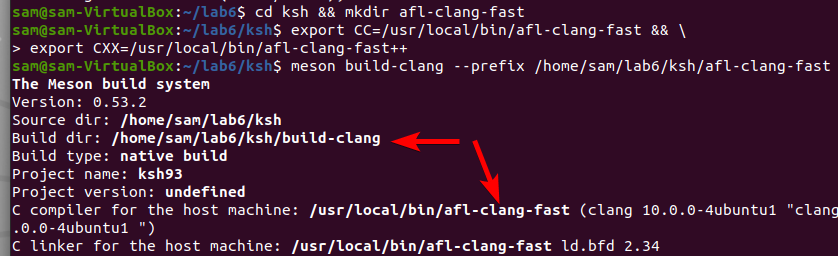 sam@sam-VirtualBox:~/lab6$ cd ksh && mkdir afl-clang-fast
sam@sam-VirtualBox:~/lab6/ksh$ export CC=/usr/local/bin/afl-clang-fast && \
> export CXX=/usr/local/bin/afl-clang-fast++
sam@sam-VirtualBox:~/lab6/ksh$ meson build-clang --prefix /home/sam/lab6/ksh/afl-clang-fast
The Meson build system
Version: 0.53.2
Source dir: /home/sam/lab6/ksh
Build dir: /home/sam/lab6/ksh/build-clang
Build type: native build
Project name: ksh93
Project version: undefined
C compiler for the host machine: /usr/local/bin/afl-clang-fast (clang 10.0.0-4ubuntu1 "clang
.0.0-4ubuntu1 ")
C linker for the host machine: /usr/local/bin/afl-clang-fast ld.bfd 2.34